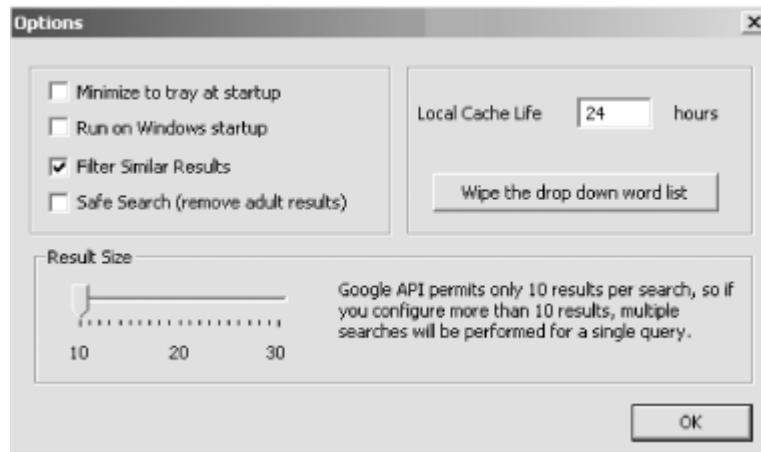 Options
Minimize to tray at startup
Run on Windows startup
Filter Similar Results
Safe Search (remove adult results)
Local Cache Life 24 hours
Wipe the drop down word list
Result Size
10 20 30
Google API permits only 10 results per search, so if
you configure more than 10 results, multiple
searches will be performed for a single query.
OK